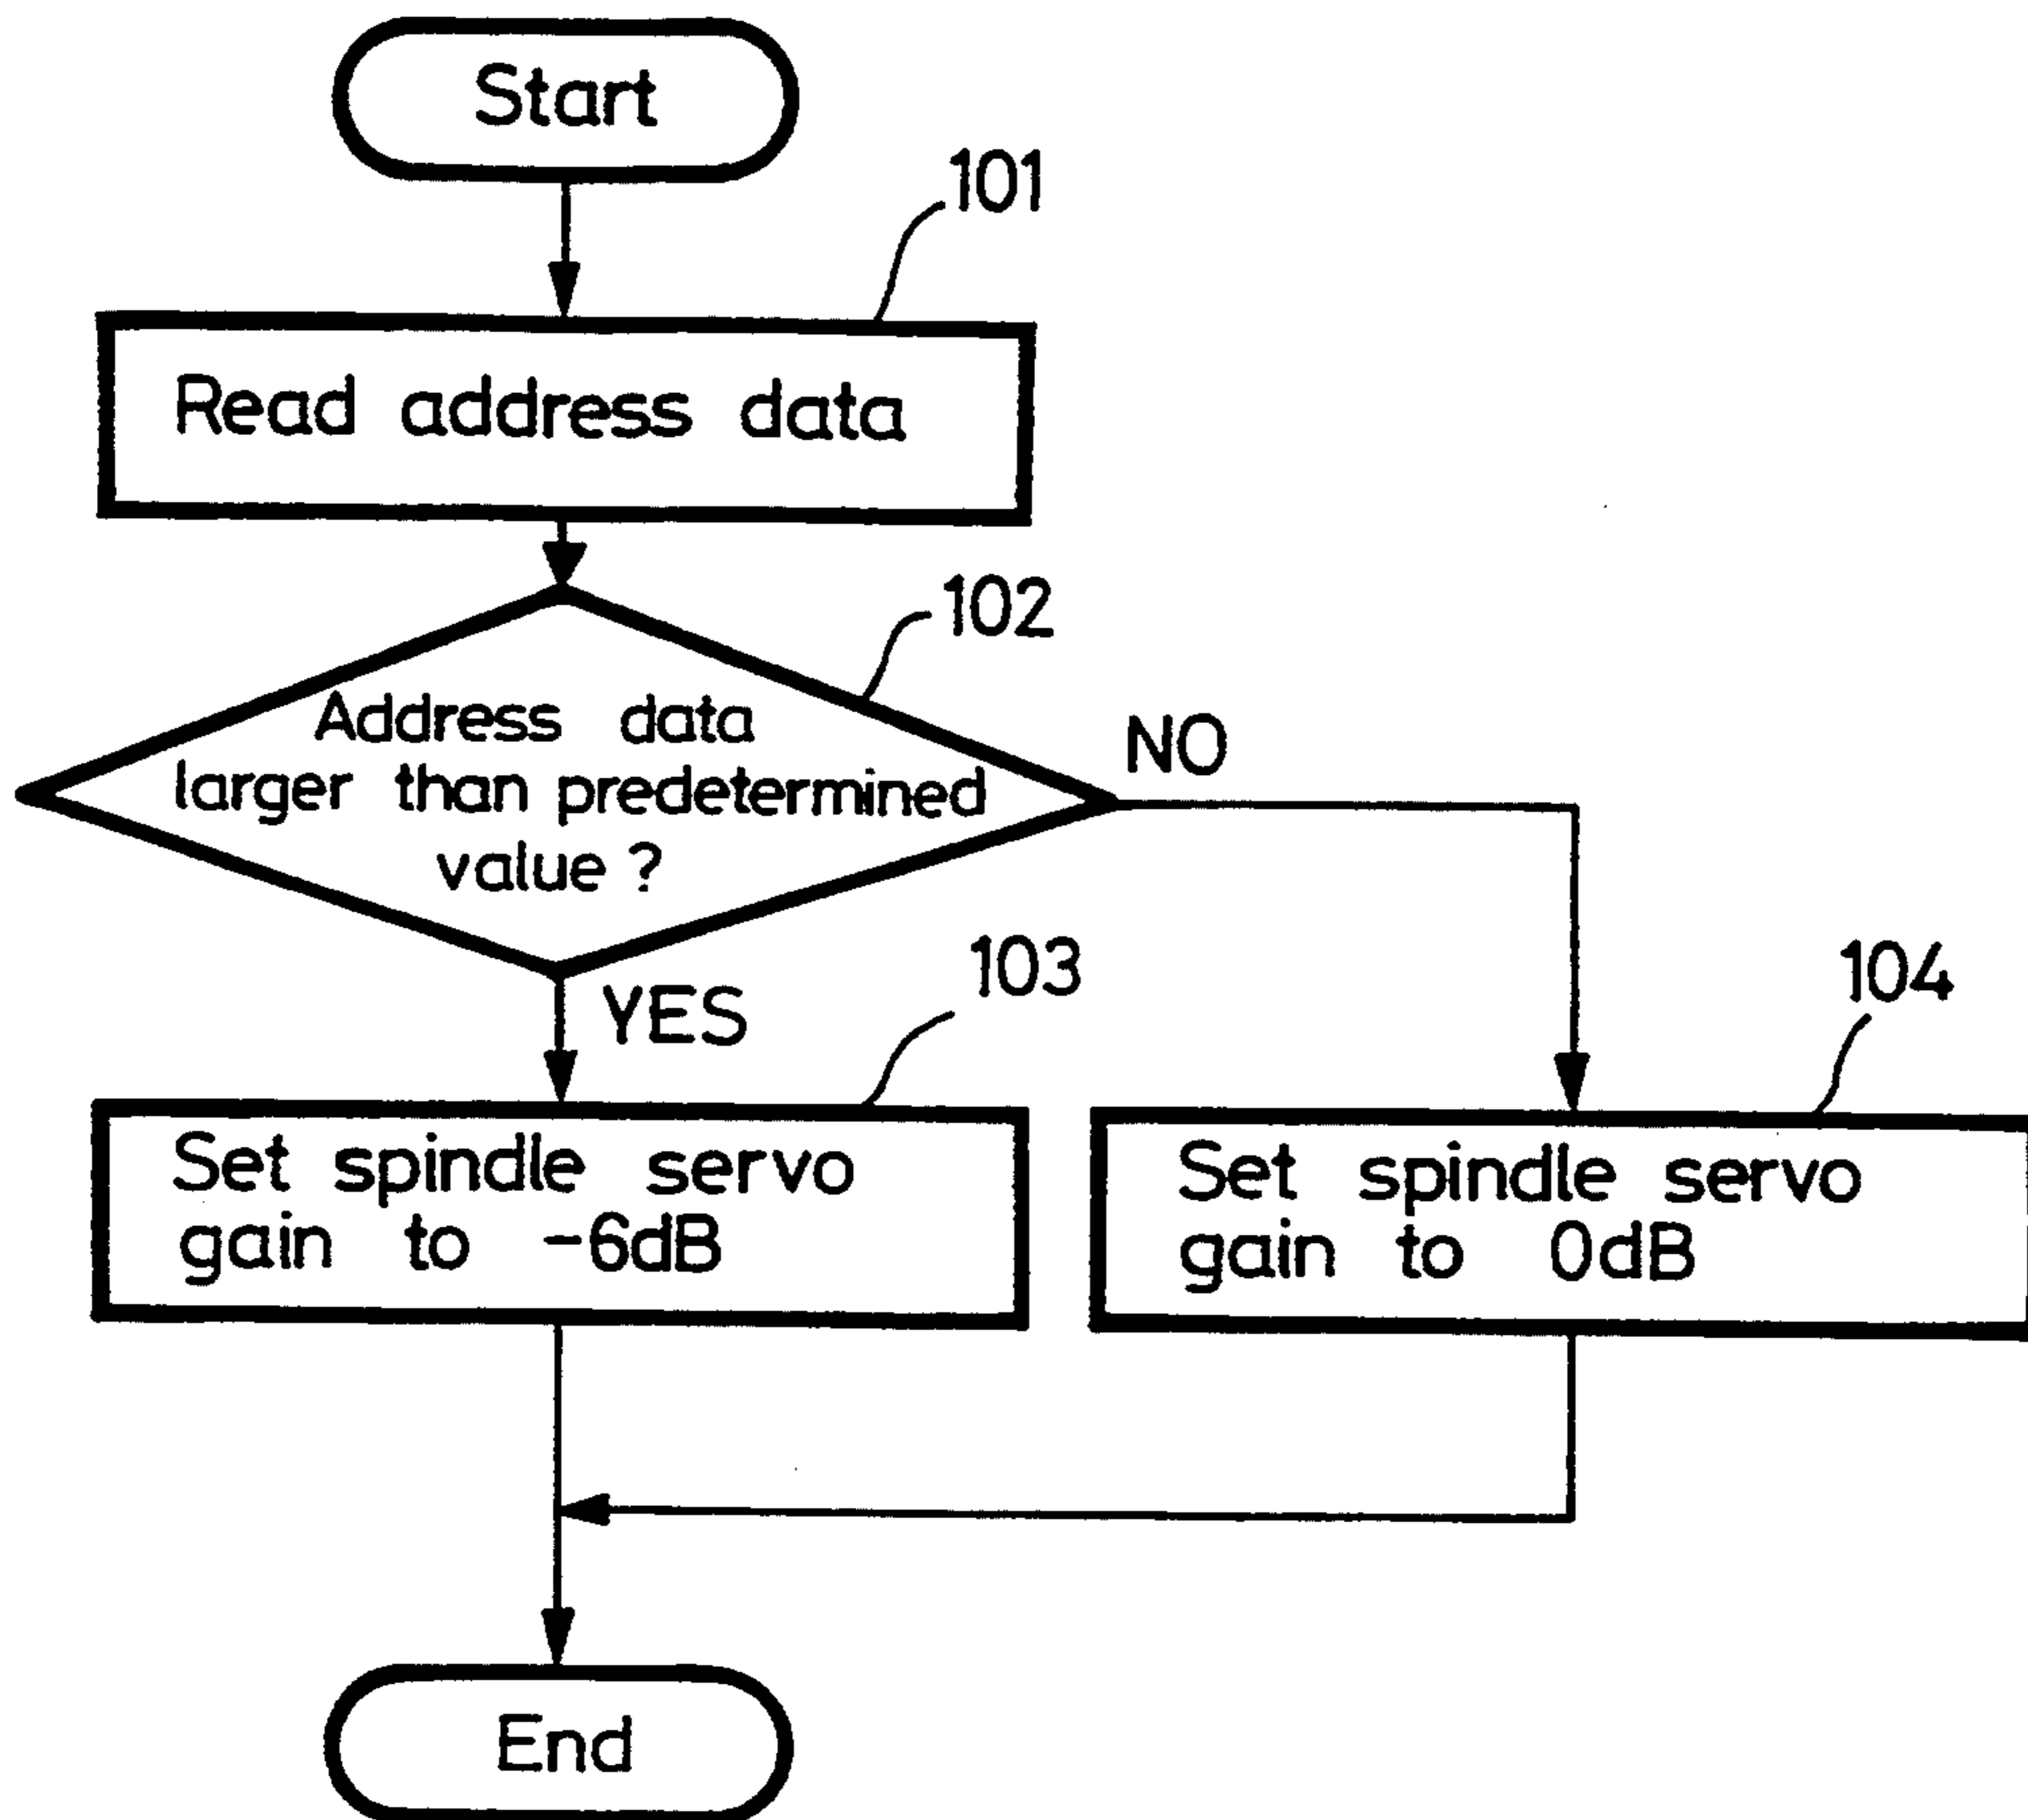 Start
101
Read address data
102
Address data
larger than predetermined
value ?
NO
YES
103
104
Set spindle servo
gain to -6dB
Set spindle servo
gain to 0dB
End